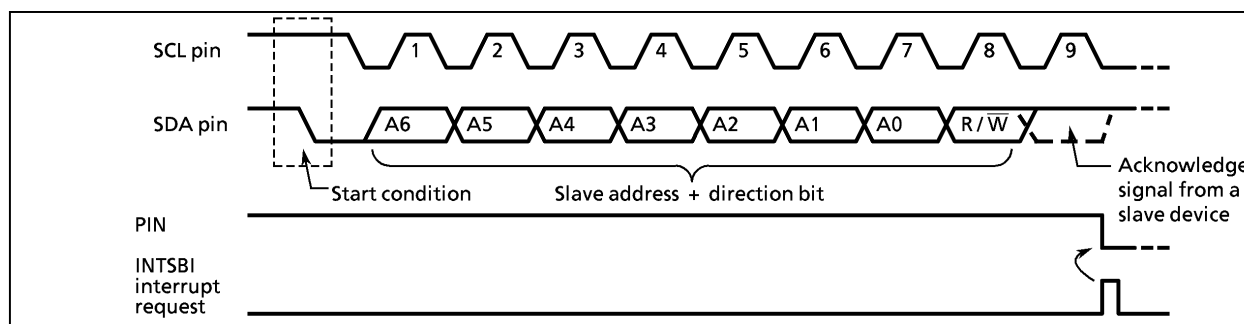 SCL pin 1 2 3 4 5 6 7 8 9
SDA pin A6 A5 A4 A3 A2 A1 A0 R / W̅
Start condition
Slave address + direction bit
Acknowledge
signal from a
slave device
PIN
INTSBI
interrupt
request